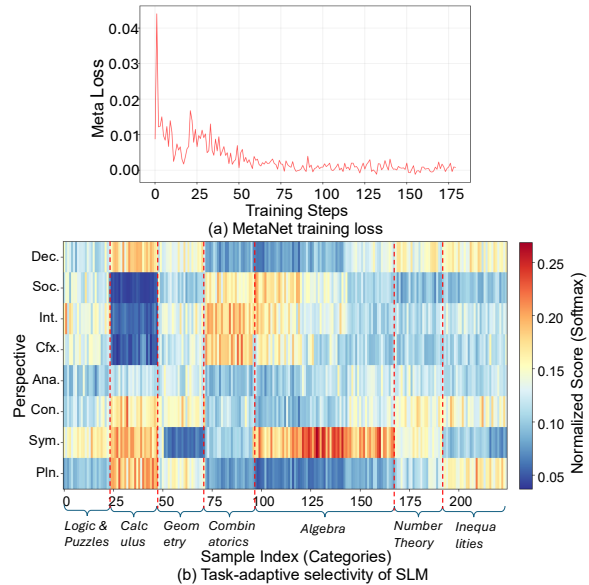 0.04
0.03
0.02
0.01
0.00
Meta Loss
0 25 50 75 100 125 150 175
Training Steps
(a) MetaNet training loss
Dec.
Soc.
Int.
Cfx.
Ana.
Con.
Sym.
Pln.
Perspective
0.25
0.20
0.15
0.10
0.05
Normalized Score (Softmax)
0 25 50 75 100 125 150 175 200
Logic & Puzzles
Calc ulus
Geom etry
Combin atorics
Algebra
Number Theory
Inequa lities
Sample Index (Categories)
(b) Task-adaptive selectivity of SLM